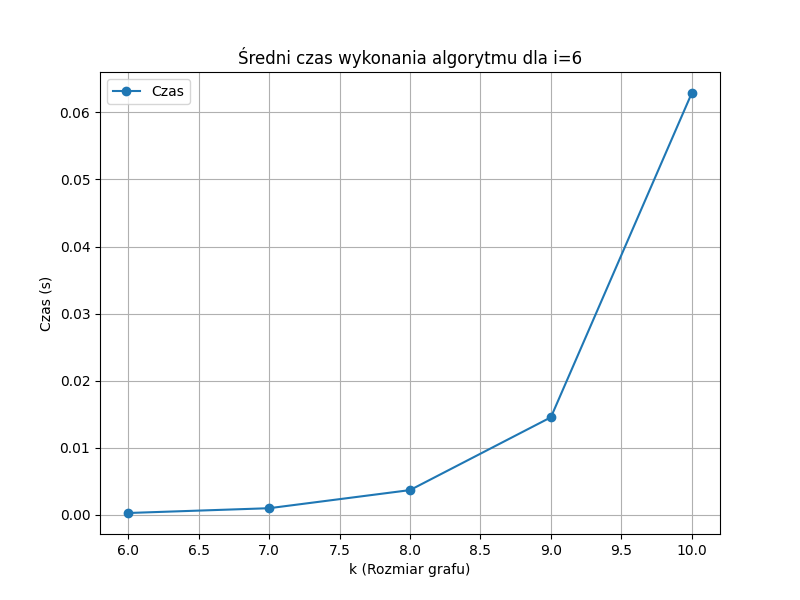 Średni czas wykonania algorytmu dla i=6
Czas
0.06
0.05
0.04
0.03
0.02
0.01
0.00
Czas (s)
6.0 6.5 7.0 7.5 8.0 8.5 9.0 9.5 10.0
k (Rozmiar grafu)